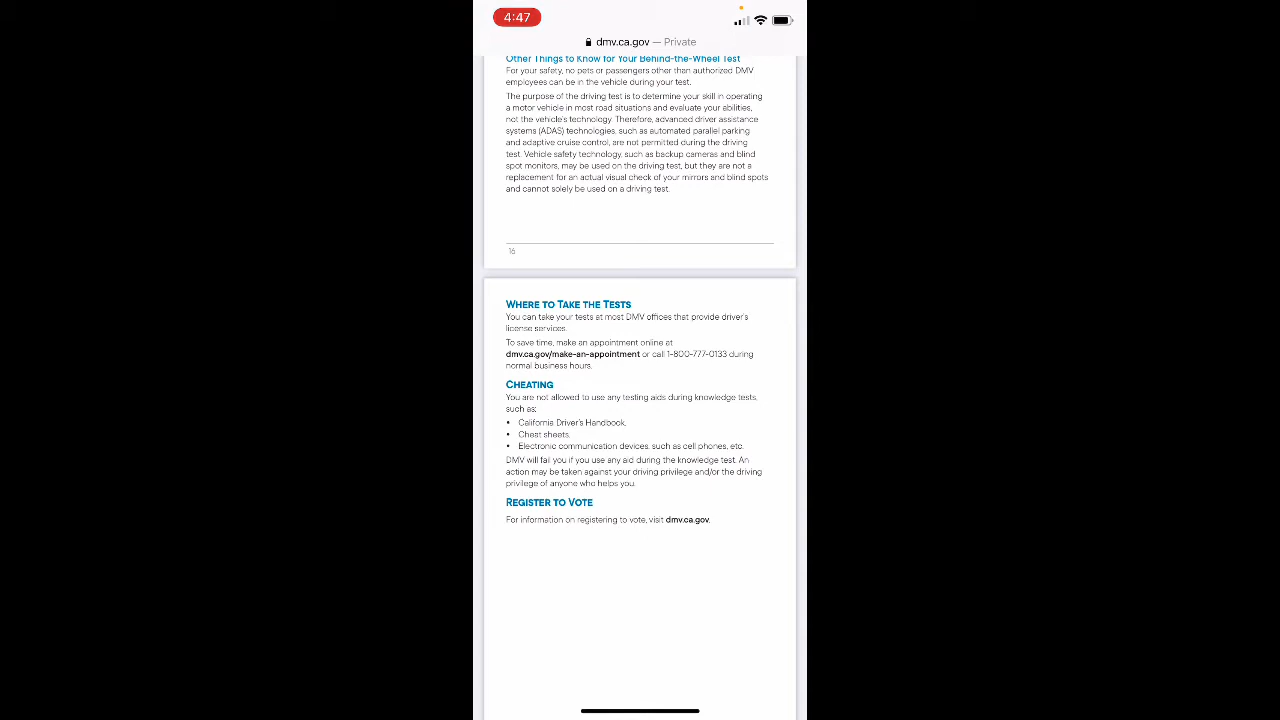 4:47
dmv.ca.gov — Private
Other Things to Know for Your Behind-the-Wheel Test
For your safety, no pets or passengers other than authorized DMV
employees can be in the vehicle during your test.
The purpose of the driving test is to determine your skill in operating
a motor vehicle in most road situations and evaluate your abilities,
not the vehicle's technology. Therefore, advanced driver assistance
systems (ADAS) technologies, such as automated parallel parking
and adaptive cruise control, are not permitted during the driving
test. Vehicle safety technology, such as backup cameras and blind
spot monitors, may be used on the driving test, but they are not a
replacement for an actual visual check of your mirrors and blind spots
and cannot solely be used on a driving test.
16
WHERE TO TAKE THE TESTS
You can take your tests at most DMV offices that provide driver's
license services.
To save time, make an appointment online at
dmv.ca.gov/make-an-appointment or call 1-800-777-0133 during
normal business hours.
CHEATING
You are not allowed to use any testing aids during knowledge tests,
such as:
• California Driver's Handbook.
• Cheat sheets.
• Electronic communication devices, such as cell phones, etc.
DMV will fail you if you use any aid during the knowledge test. An
action may be taken against your driving privilege and/or the driving
privilege of anyone who helps you.
REGISTER TO VOTE
For information on registering to vote, visit dmv.ca.gov.